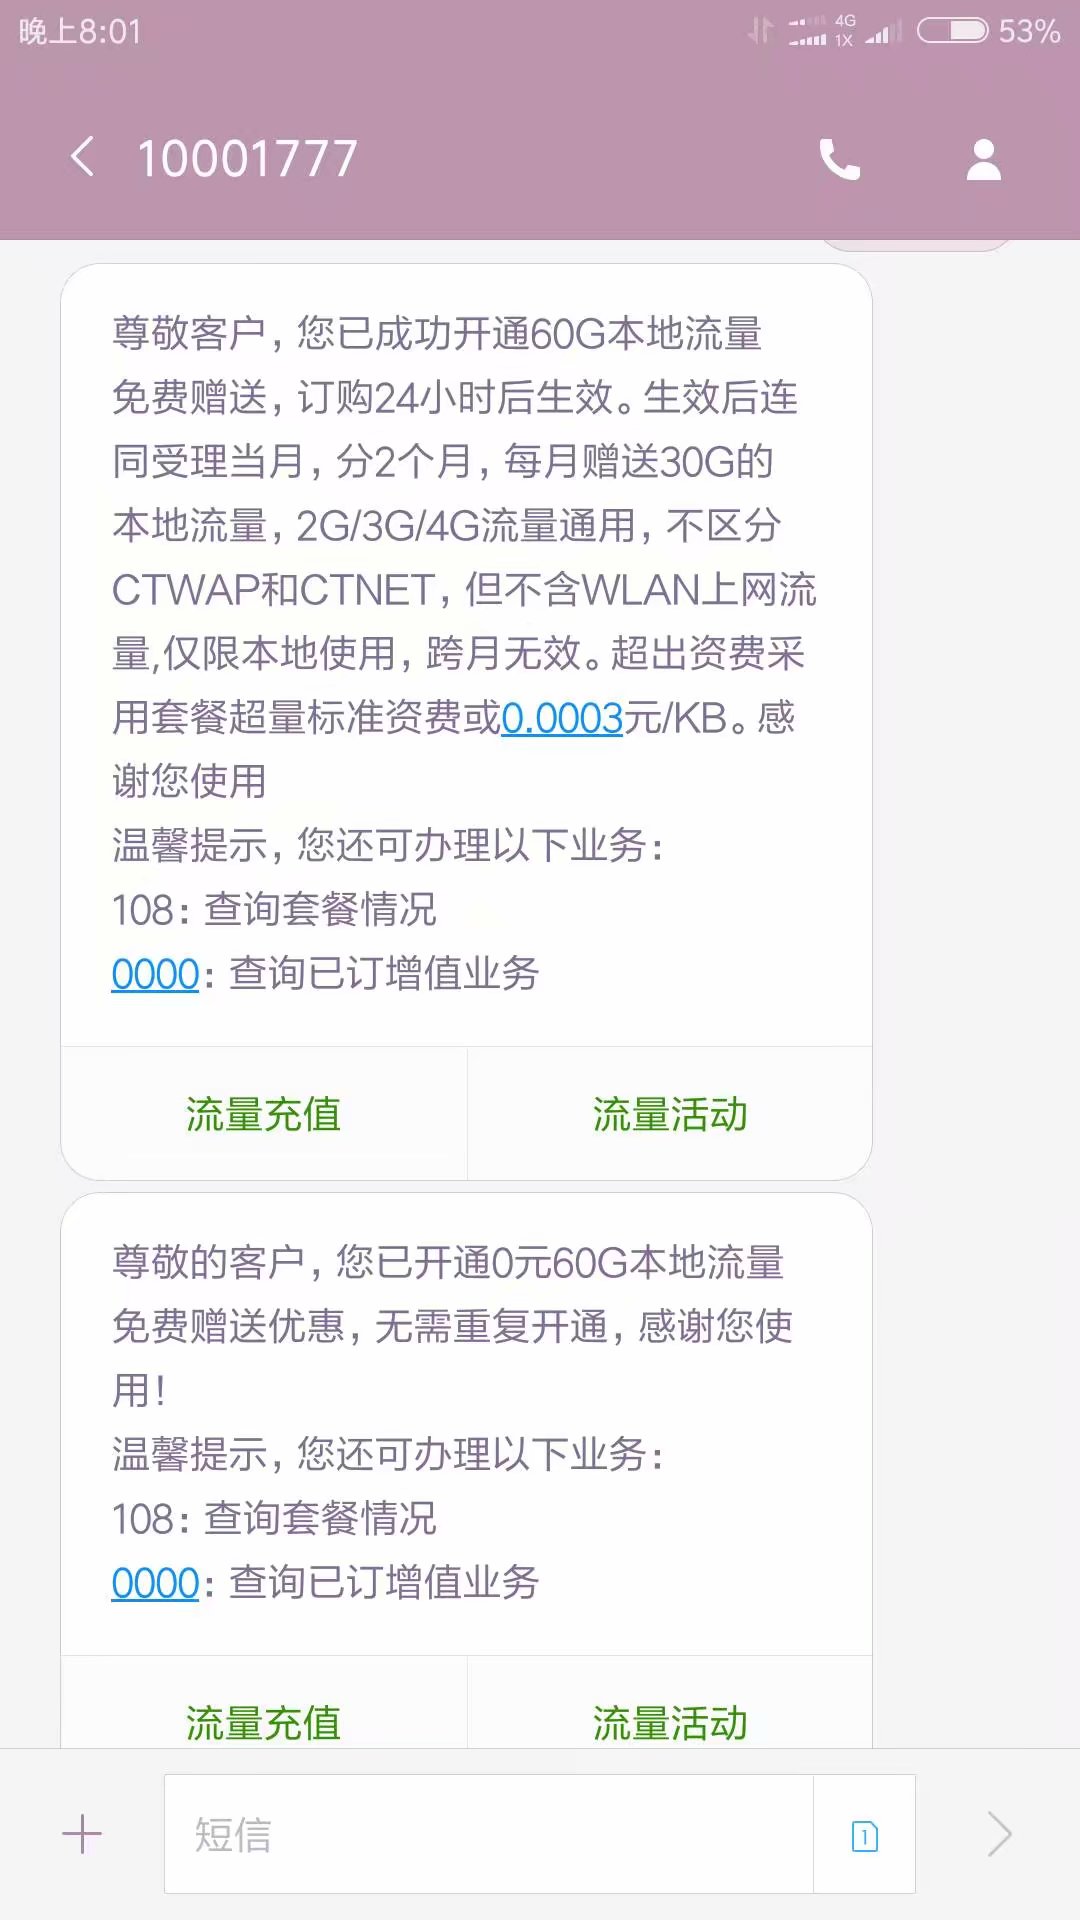 晚上8:01
4G
1X
53%
10001777
尊敬客户，您已成功开通60G本地流量
免费赠送，订购24小时后生效。生效后连
同受理当月，分2个月，每月赠送30G的
本地流量，2G/3G/4G流量通用，不区分
CTWAP和CTNET，但不含WLAN上网流
量,仅限本地使用，跨月无效。超出资费采
用套餐超量标准资费或0.0003元/KB。感
谢您使用
温馨提示，您还可办理以下业务：
108：查询套餐情况
0000：查询已订增值业务
流量充值
流量活动
尊敬的客户，您已开通0元60G本地流量
免费赠送优惠，无需重复开通，感谢您使
用！
温馨提示，您还可办理以下业务：
108：查询套餐情况
0000：查询已订增值业务
流量充值
流量活动
短信
1